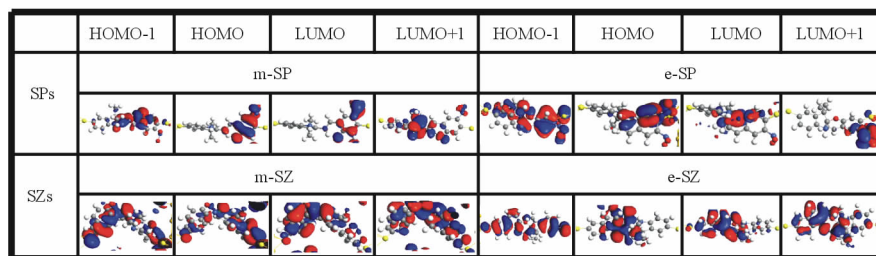 HOMO-1 HOMO LUMO LUMO+1 HOMO-1 HOMO LUMO LUMO+1
SPs m-SP e-SP
SZs m-SZ e-SZ